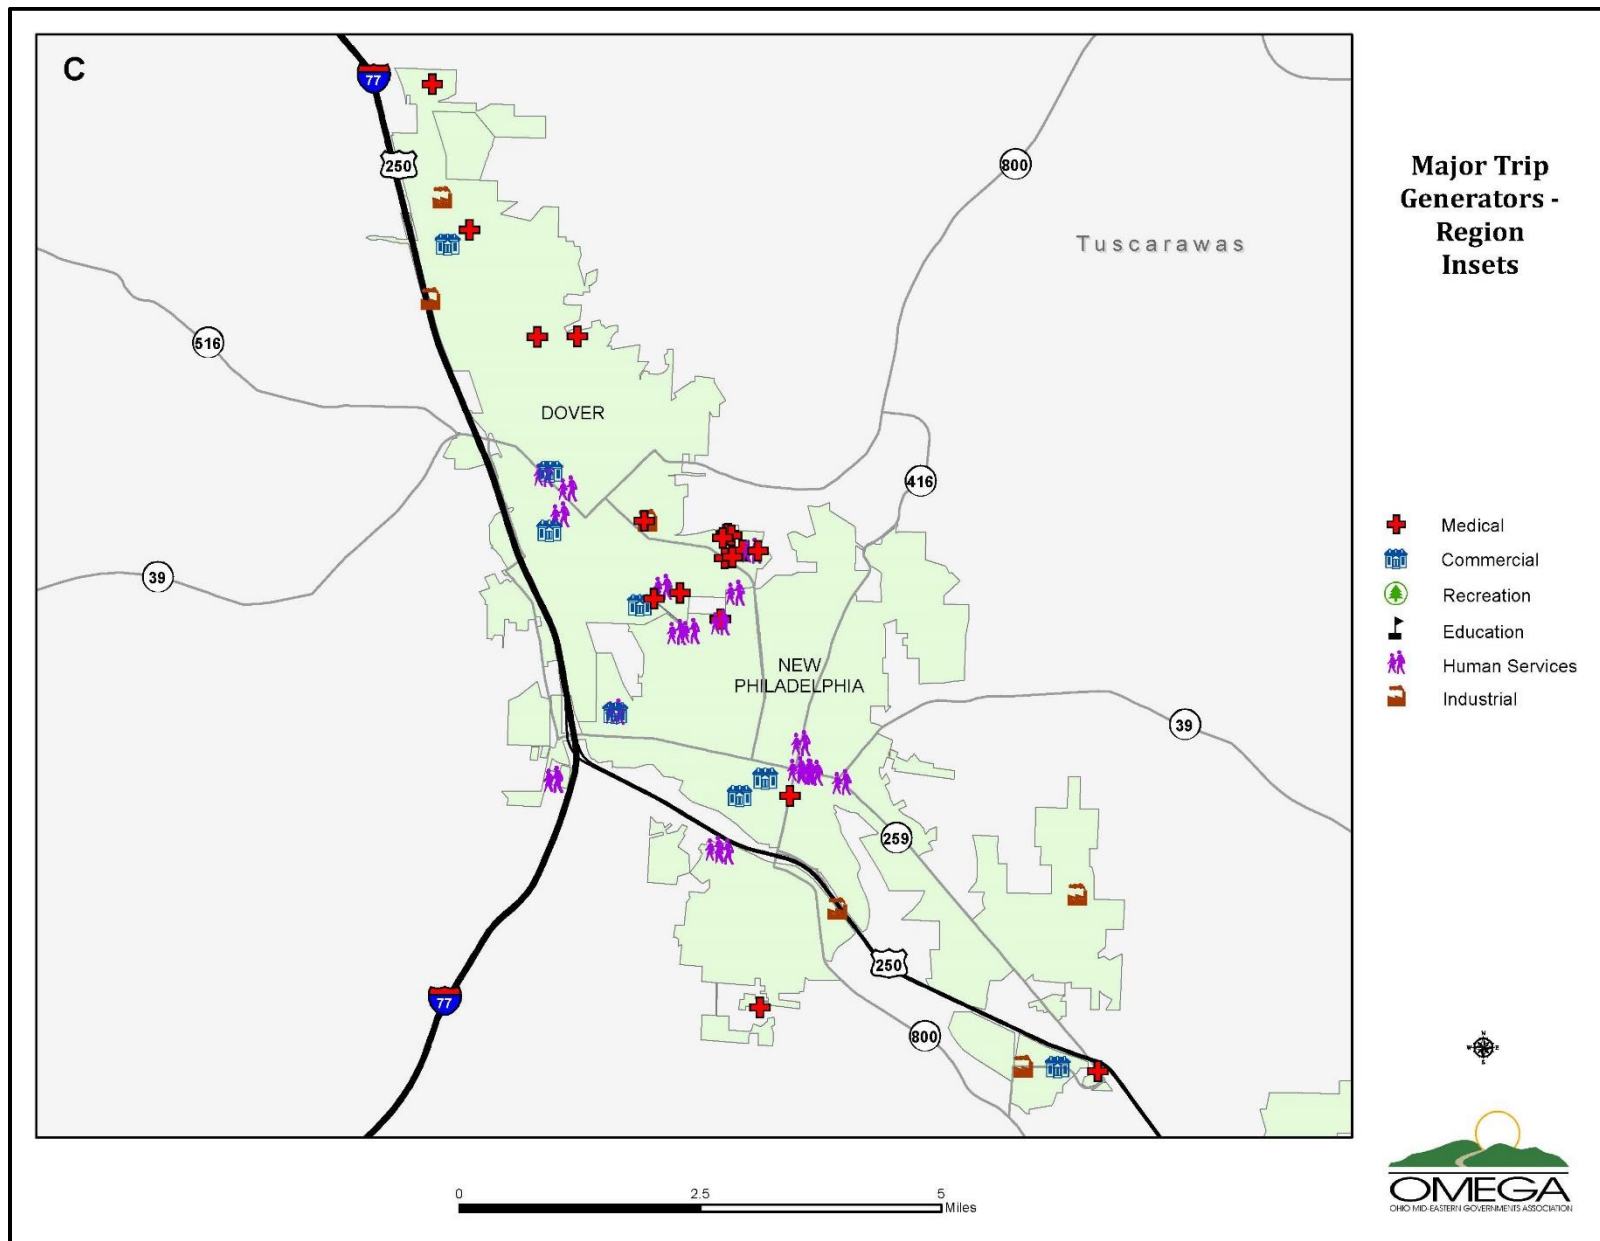 C
77
250
800
Tuscarawas
516
DOVER
416
39
NEW
PHILADELPHIA
39
259
250
77
800
Major Trip
Generators -
Region
Insets
Medical
Commercial
Recreation
Education
Human Services
Industrial
N
W E
S
0 2.5 5
Miles
OMEGA
OHIO MID-EASTERN GOVERNMENTS ASSOCIATION